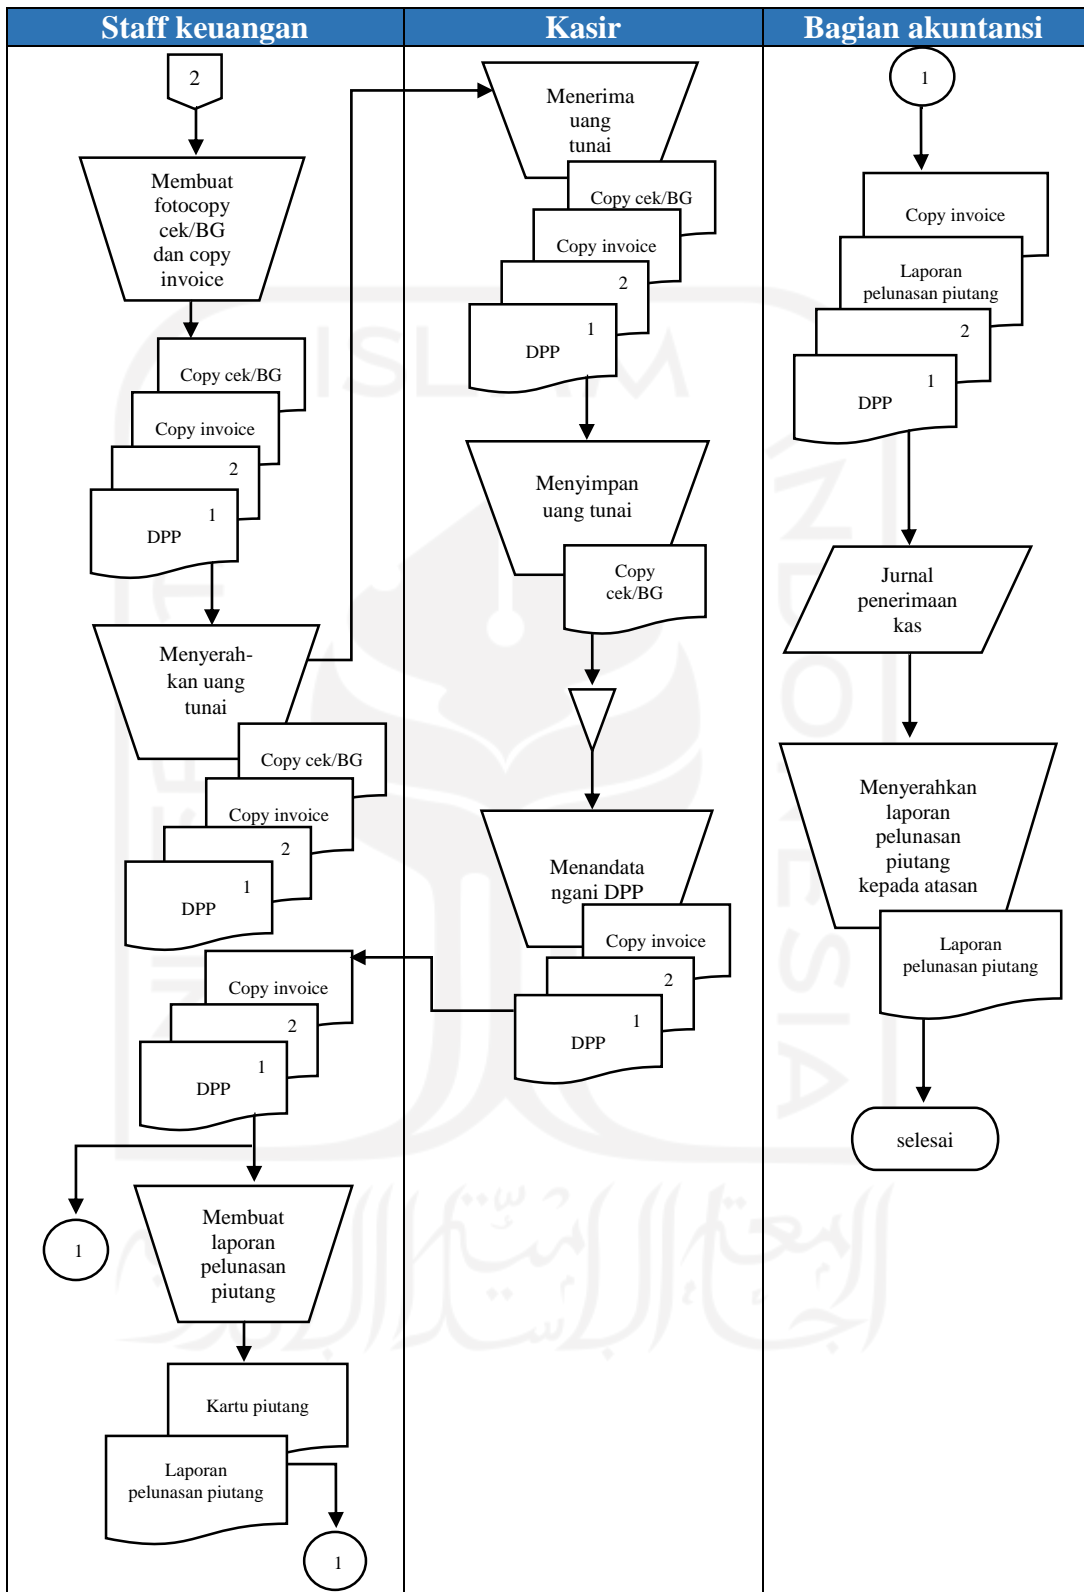 Staff keuangan
Kasir
Bagian akuntansi
2
Membuat
fotocopy
cek/BG
dan copy
invoice
Copy cek/BG
Copy invoice
2
1
DPP
Menyerah-
kan uang
tunai
Copy cek/BG
Copy invoice
2
1
DPP
Copy invoice
2
1
DPP
1
Membuat
laporan
pelunasan
piutang
Kartu piutang
Laporan
pelunasan piutang
1
Menerima
uang
tunai
Copy cek/BG
Copy invoice
2
1
DPP
Menyimpan
uang tunai
Copy
cek/BG
Menandata
ngani DPP
Copy invoice
2
1
DPP
1
Copy invoice
Laporan
pelunasan piutang
2
1
DPP
Jurnal
penerimaan
kas
Menyerahkan
laporan
pelunasan
piutang
kepada atasan
Laporan
pelunasan piutang
selesai
ISLAM
INDONESIA